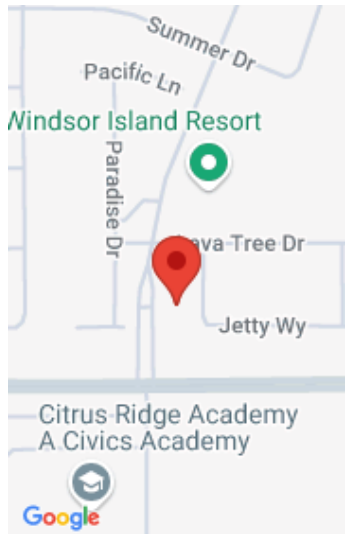 Summer Dr
Pacific Ln
Windsor Island Resort
Paradise Dr
ava Tree Dr
Jetty Wy
Citrus Ridge Academy
A Civics Academy
Google